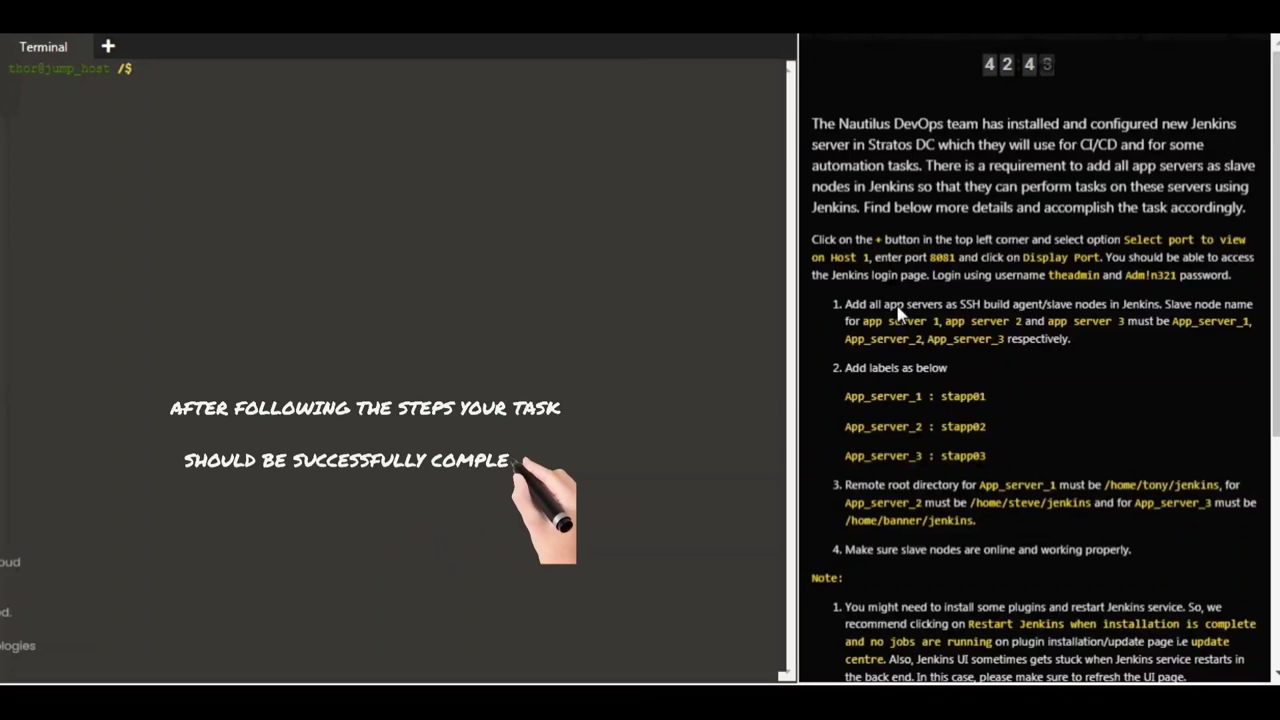 Terminal
+
thor@jump_host /$
AFTER FOLLOWING THE STEPS YOUR TASK
SHOULD BE SUCCESSFULLY COMPLE
oud
d.
ologies
4 2 4
The Nautilus DevOps team has installed and configured new Jenkins
server in Stratos DC which they will use for CI/CD and for some
automation tasks. There is a requirement to add all app servers as slave
nodes in Jenkins so that they can perform tasks on these servers using
Jenkins. Find below more details and accomplish the task accordingly.
Click on the + button in the top left corner and select option Select port to view
on Host 1, enter port 8081 and click on Display Port. You should be able to access
the Jenkins login page. Login using username theadmin and Adm!n321 password.
1. Add all app servers as SSH build agent/slave nodes in Jenkins. Slave node name
for app server 1, app server 2 and app server 3 must be App_server_1,
App_server_2, App_server_3 respectively.
2. Add labels as below
App_server_1 : stapp01
App_server_2 : stapp02
App_server_3 : stapp03
3. Remote root directory for App_server_1 must be /home/tony/jenkins, for
App_server_2 must be /home/steve/jenkins and for App_server_3 must be
/home/banner/jenkins.
4. Make sure slave nodes are online and working properly.
Note:
1. You might need to install some plugins and restart Jenkins service. So, we
recommend clicking on Restart Jenkins when installation is complete
and no jobs are running on plugin installation/update page i.e update
centre. Also, Jenkins UI sometimes gets stuck when Jenkins service restarts in
the back end. In this case, please make sure to refresh the UI page.